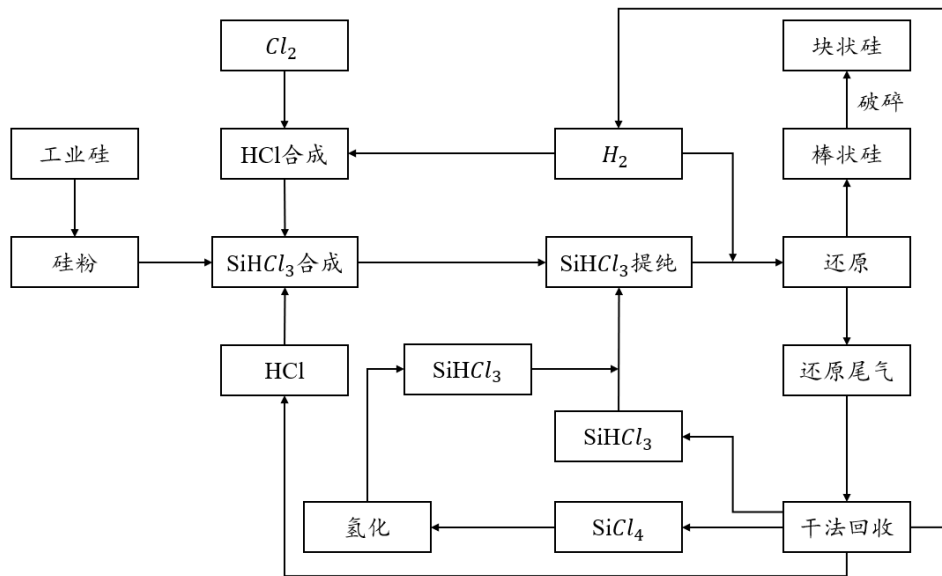 Cl₂
块状硅
破碎
工业硅
HCl合成
H₂
棒状硅
硅粉
SiHCl₃合成
SiHCl₃提纯
还原
HCl
SiHCl₃
还原尾气
SiHCl₃
氢化
SiCl₄
干法回收